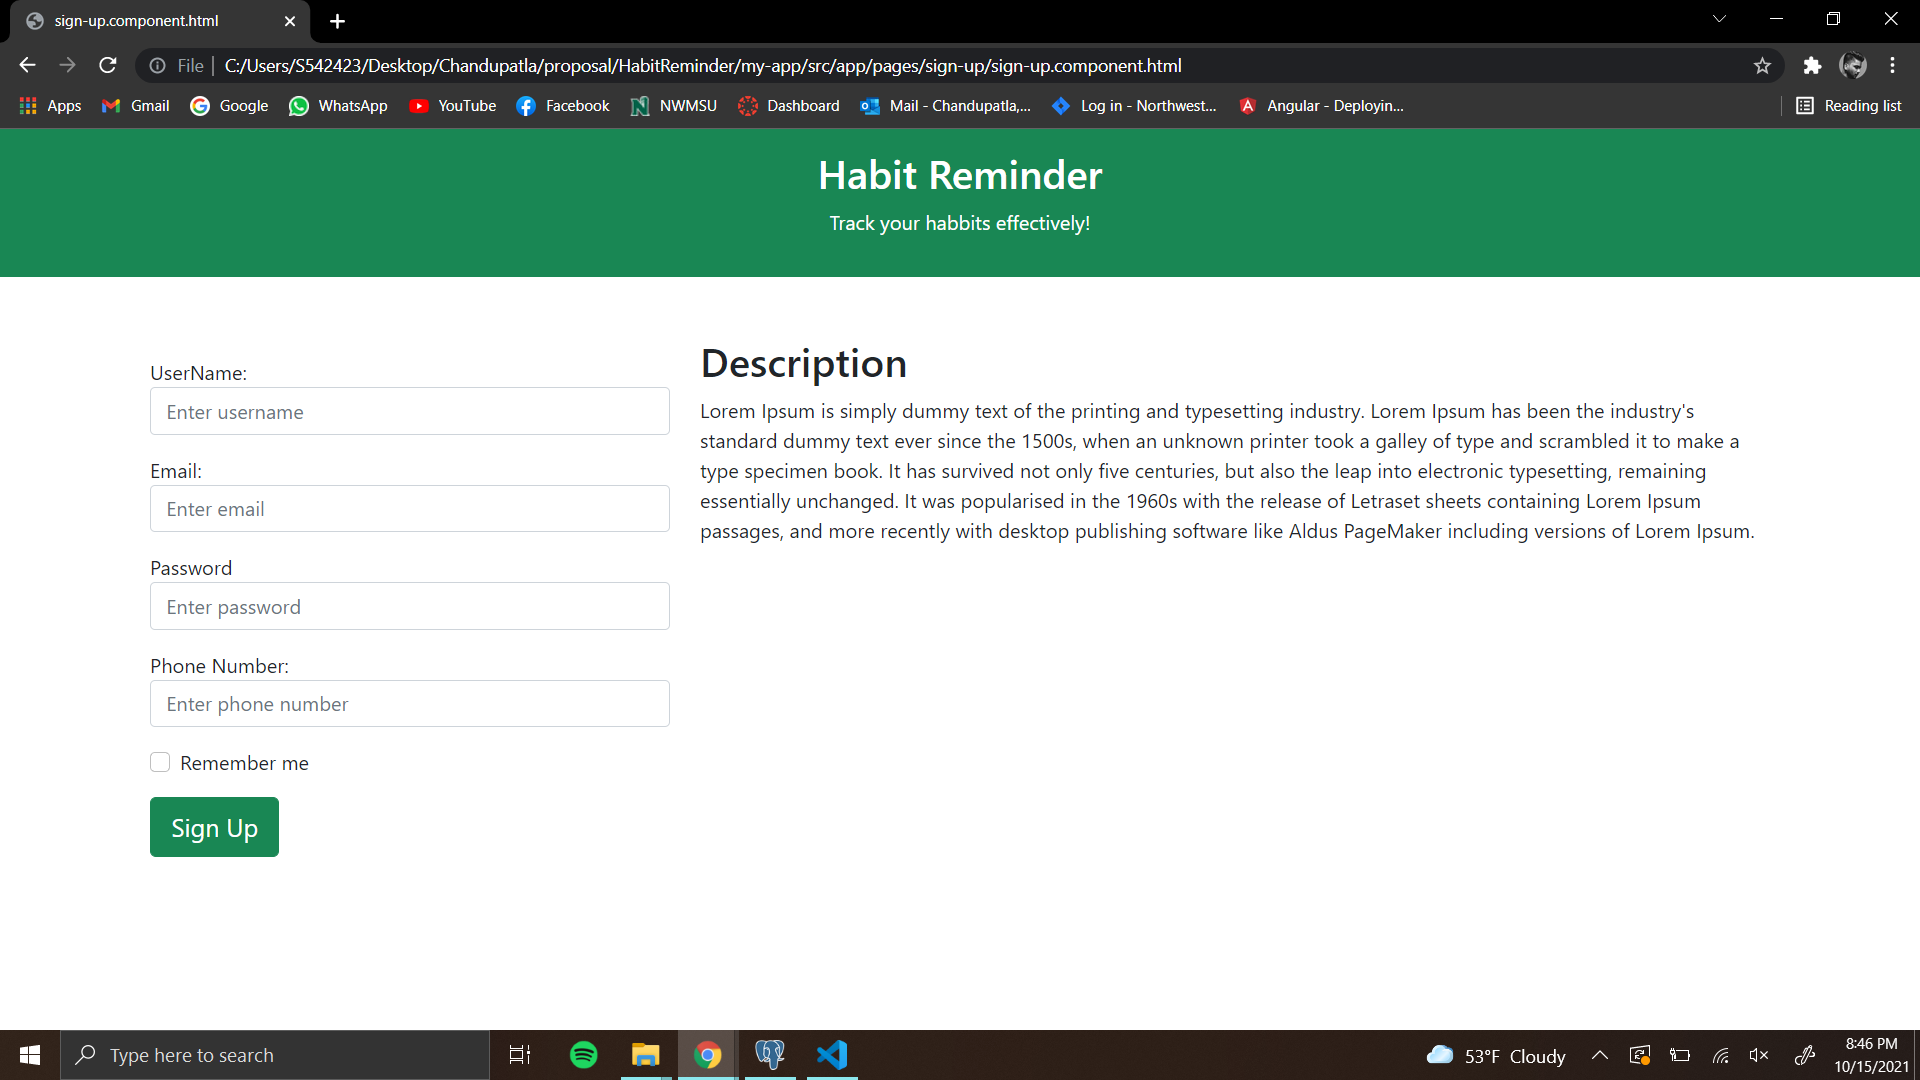 sign-up.component.html
File
C:/Users/S542423/Desktop/Chandupatla/proposal/HabitReminder/my-app/src/app/pages/sign-up/sign-up.component.html
Apps
Gmail
Google
WhatsApp
YouTube
Facebook
NWMSU
Dashboard
Mail - Chandupatla,...
Log in - Northwest...
Angular - Deployin...
Reading list
Habit Reminder
Track your habbits effectively!
UserName:
Enter username
Email:
Enter email
Password
Enter password
Phone Number:
Enter phone number
Remember me
Sign Up
Description
Lorem Ipsum is simply dummy text of the printing and typesetting industry. Lorem Ipsum has been the industry's
standard dummy text ever since the 1500s, when an unknown printer took a galley of type and scrambled it to make a
type specimen book. It has survived not only five centuries, but also the leap into electronic typesetting, remaining
essentially unchanged. It was popularised in the 1960s with the release of Letraset sheets containing Lorem Ipsum
passages, and more recently with desktop publishing software like Aldus PageMaker including versions of Lorem Ipsum.
Type here to search
53°F Cloudy
8:46 PM
10/15/2021